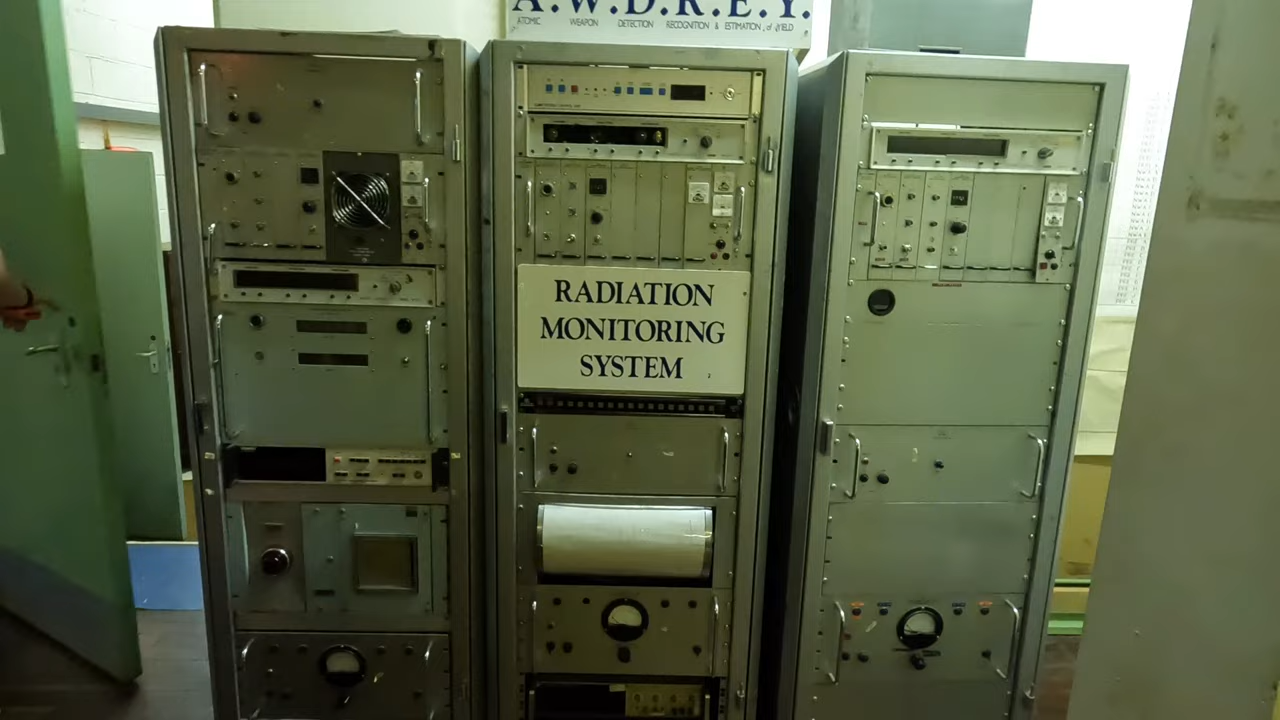 A.W.D.R.E.Y.
ATOMIC WEAPON DETECTION RECOGNITION & ESTIMATION of YIELD
RADIATION
MONITORING
SYSTEM